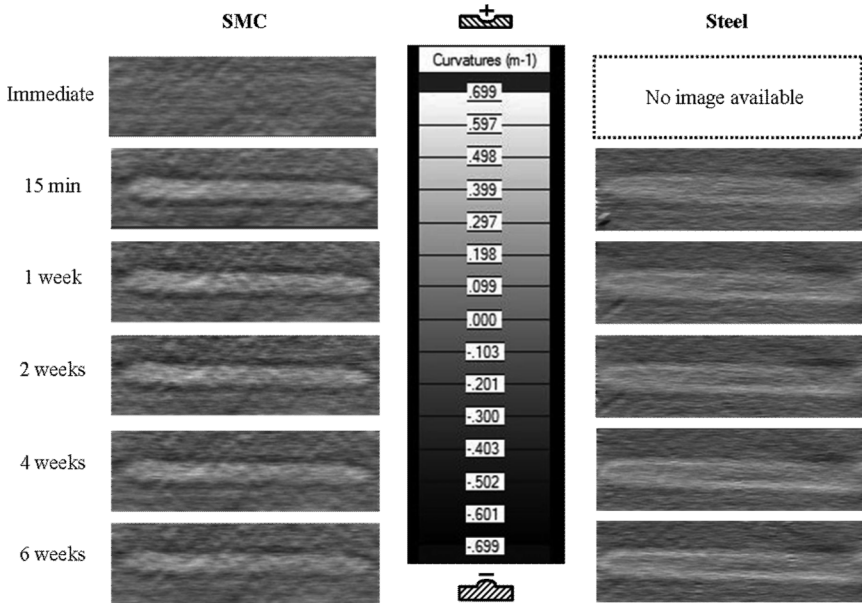 SMC
+
Steel
Curvatures (m-1)
Immediate
.699
No image available
.597
.498
15 min
.399
.297
.198
1 week
.099
.000
-.103
2 weeks
-.201
-.300
-.403
4 weeks
-.502
-.601
6 weeks
-.699
-